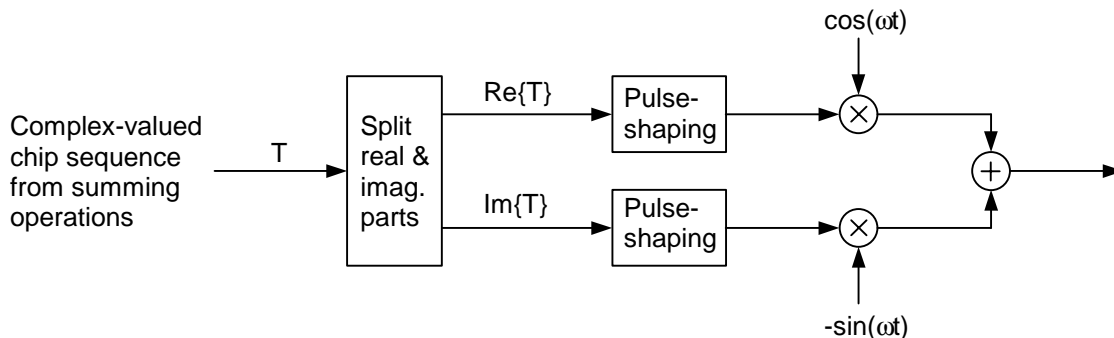 cos(ωt)
Complex-valued
chip sequence
from summing
operations
T
Split
real &
imag.
parts
Re{T}
Pulse-
shaping
Im{T}
Pulse-
shaping
-sin(ωt)